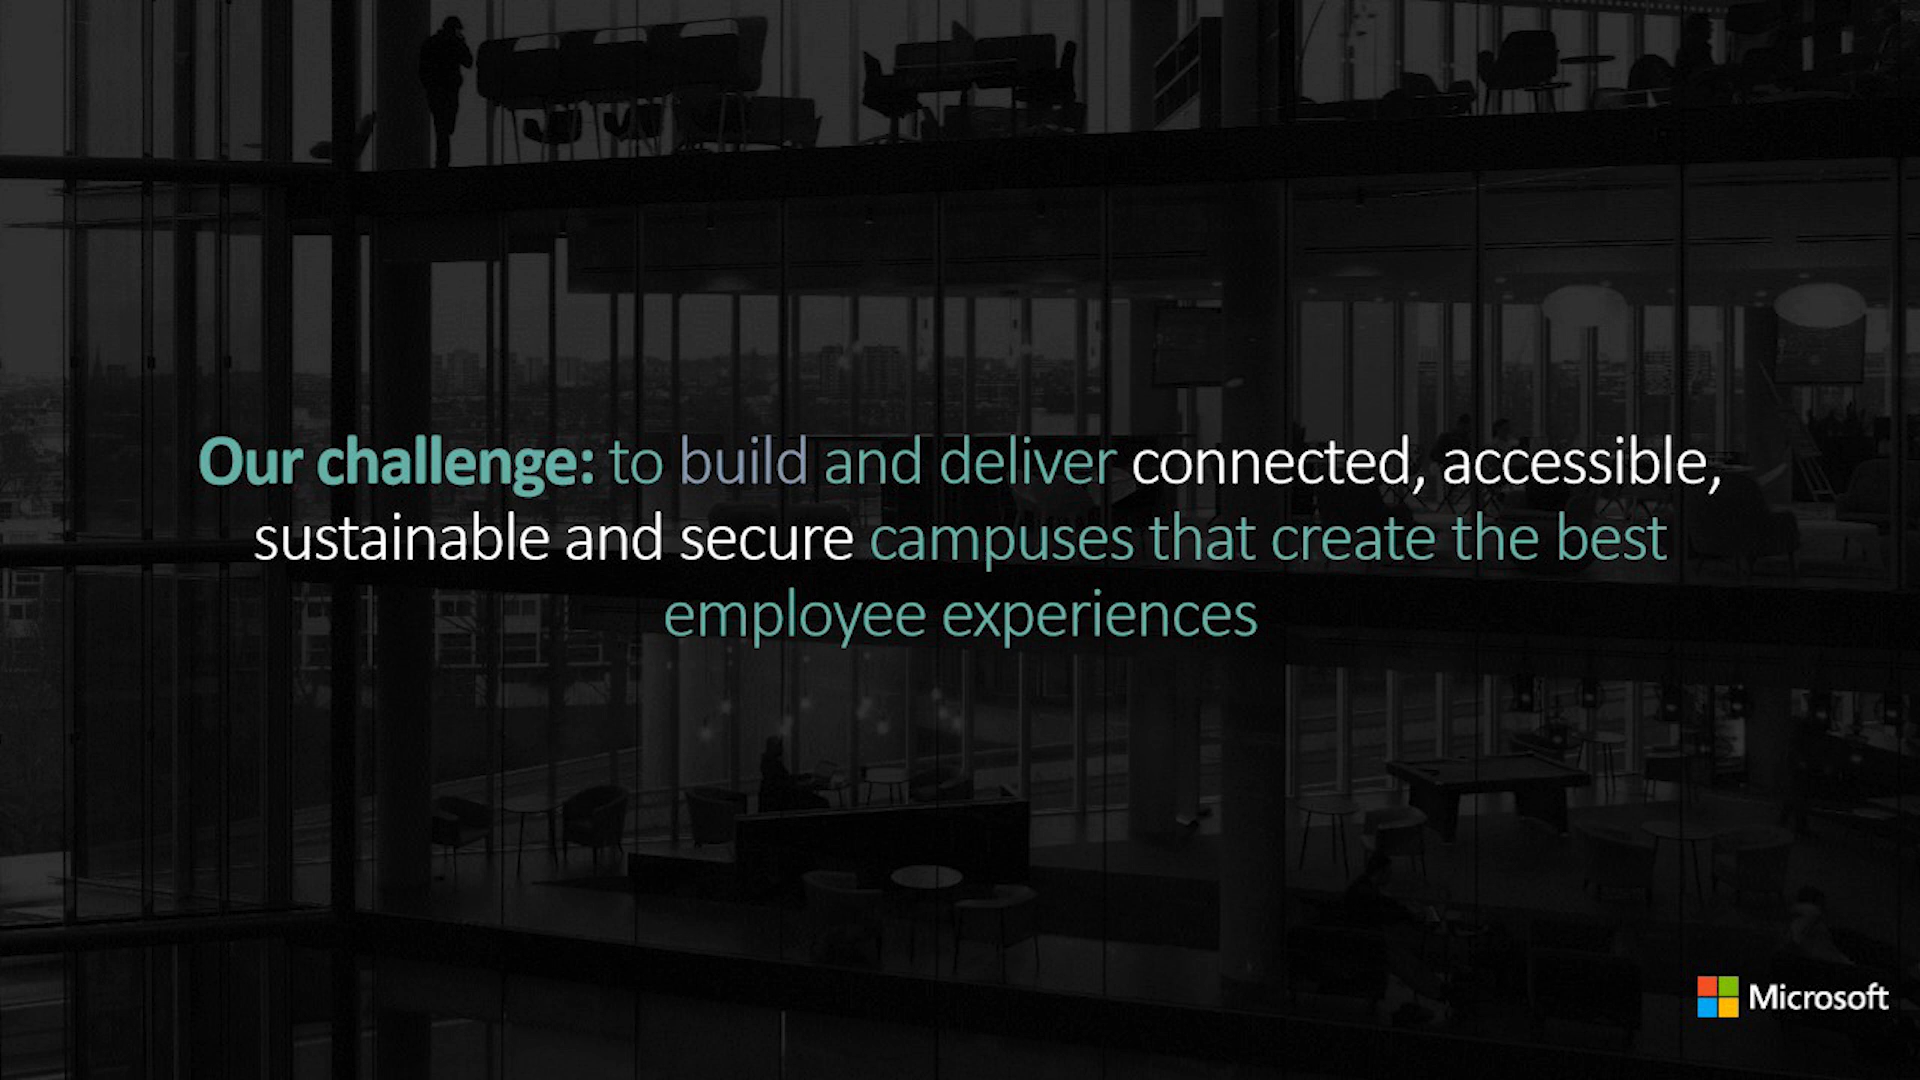 Our challenge: to build and deliver connected, accessible,
sustainable and secure campuses that create the best
employee experiences
Microsoft